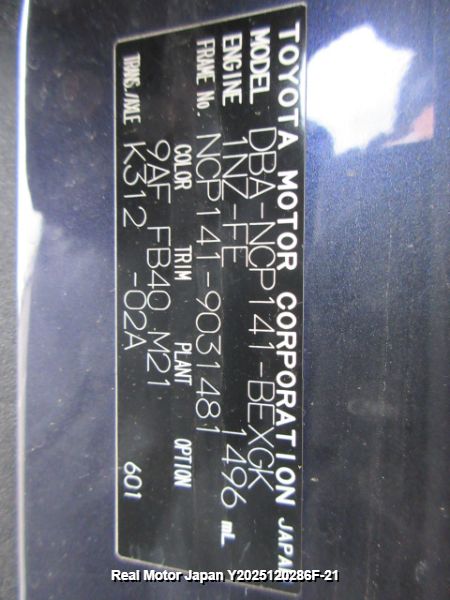 TOYOTA MOTOR CORPORATION JAPAN
MODEL DBA-NCP141-BEXGK
ENGINE 1NZ-FE 1496 mL
FRAME No. NCP141-9031481
COLOR TRIM PLANT OPTION
9AF FB40 M21
TRANS./AXLE K312 -02A 601
Real Motor Japan Y2025120286F-21